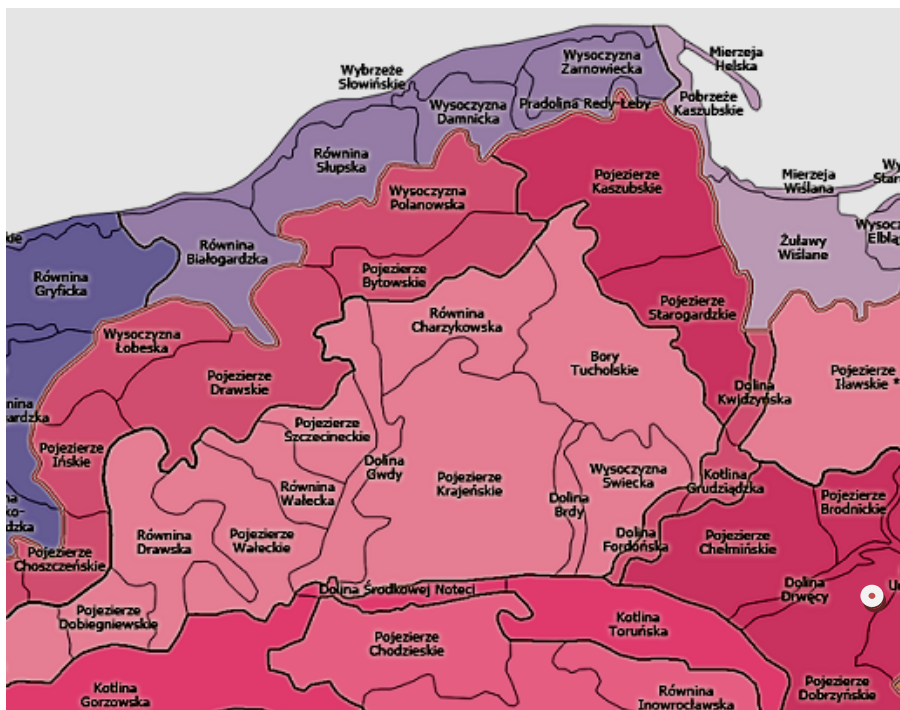 Mierzeja
Helska
Wysoczyzna
Żarnowiecka
Wybrzeże
Słowińskie
Pobrzeże
Kaszubskie
Wysoczyzna
Damnicka
Pradolina Redy-Łeby
Równina
Słupska
Pojezierze
Kaszubskie
Mierzeja
Wiślana
Wysoczyzna
Polanowska
Równina
Białogardzka
Żuławy
Wiślane
Pojezierze
Bytowskie
Równina
Gryficka
Pojezierze
Starogardzkie
Równina
Charzykowska
Wysoczyzna
Łobeska
Bory
Tucholskie
Pojezierze
Iławskie *
Pojezierze
Drawskie
Dolina
Kwidzyńska
Pojezierze
Szczecineckie
Pojezierze
Ińskie
Dolina
Gwdy
Pojezierze
Krajeńskie
Wysoczyzna
Świecka
Kotlina
Grudziądzka
Równina
Wałecka
Dolina
Brdy
Pojezierze
Brodnickie
Równina
Drawska
Pojezierze
Wałeckie
Dolina
Fordońska
Pojezierze
Chełmińskie
Pojezierze
Choszczeńskie
Dolina Środkowej Noteci
Dolina
Drwęcy
Pojezierze
Dobiegniewskie
Kotlina
Toruńska
Pojezierze
Chodzieskie
Kotlina
Gorzowska
Równina
Inowrocławska
Pojezierze
Dobrzyńskie